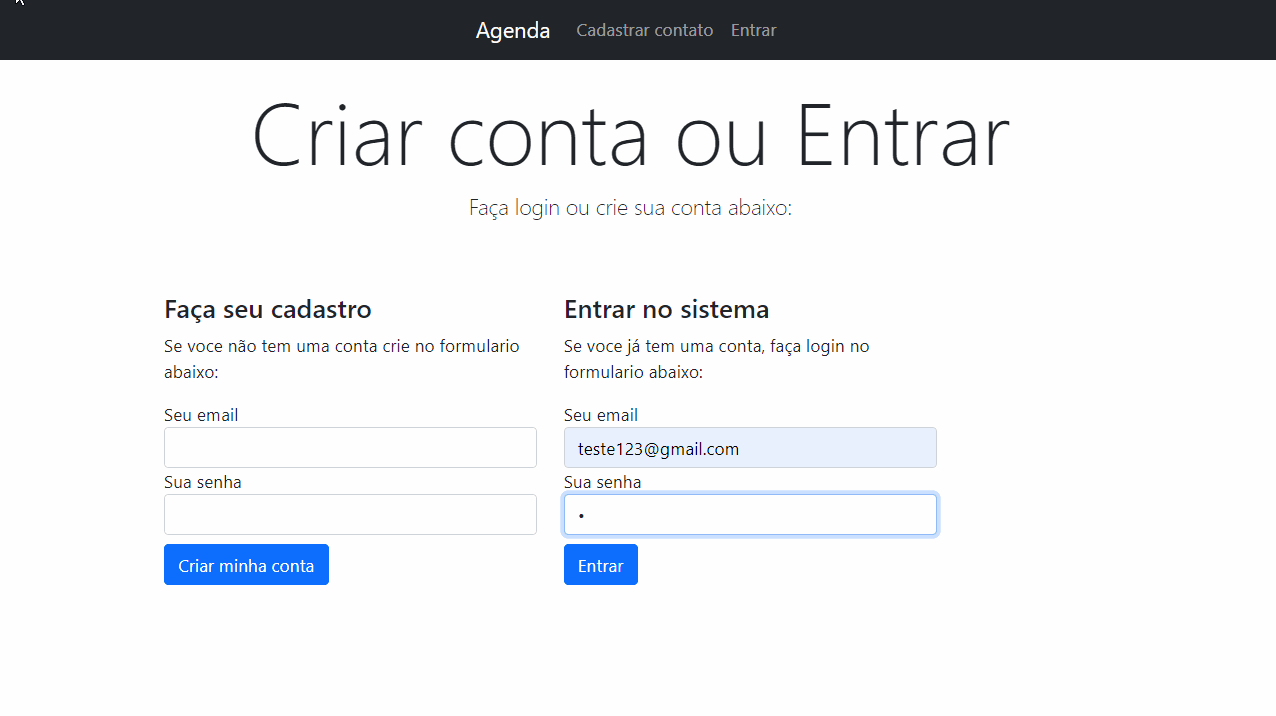 Agenda Cadastrar contato Entrar
Criar conta ou Entrar
Faça login ou crie sua conta abaixo:
Faça seu cadastro
Se voce não tem uma conta crie no formulario
abaixo:
Seu email
Sua senha
Criar minha conta
Entrar no sistema
Se voce já tem uma conta, faça login no
formulario abaixo:
Seu email
teste123@gmail.com
Sua senha
•
Entrar